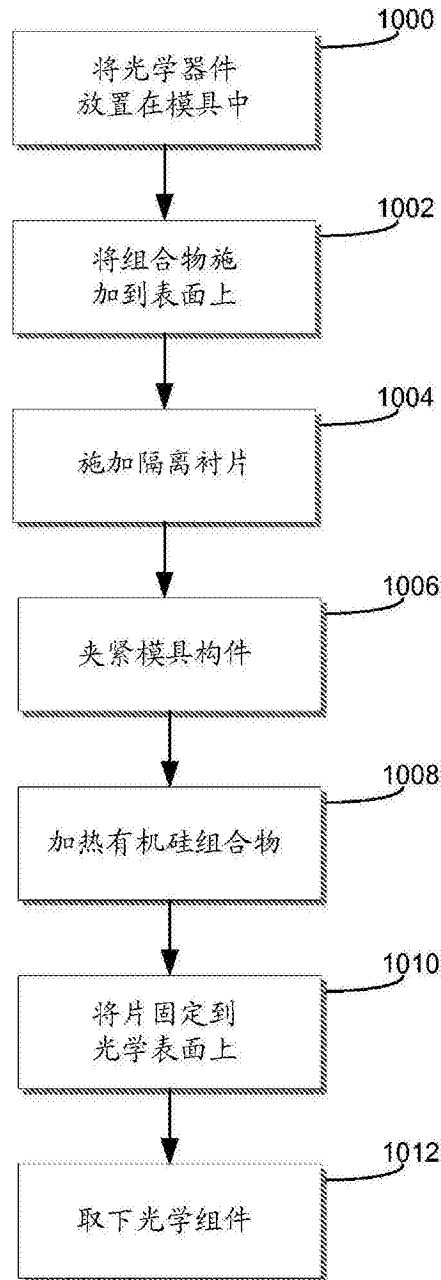 1000
将光学器件
放置在模具中
1002
将组合物施
加到表面上
1004
施加隔离衬片
1006
夹紧模具构件
1008
加热有机硅组合物
1010
将片固定到
光学表面上
1012
取下光学组件